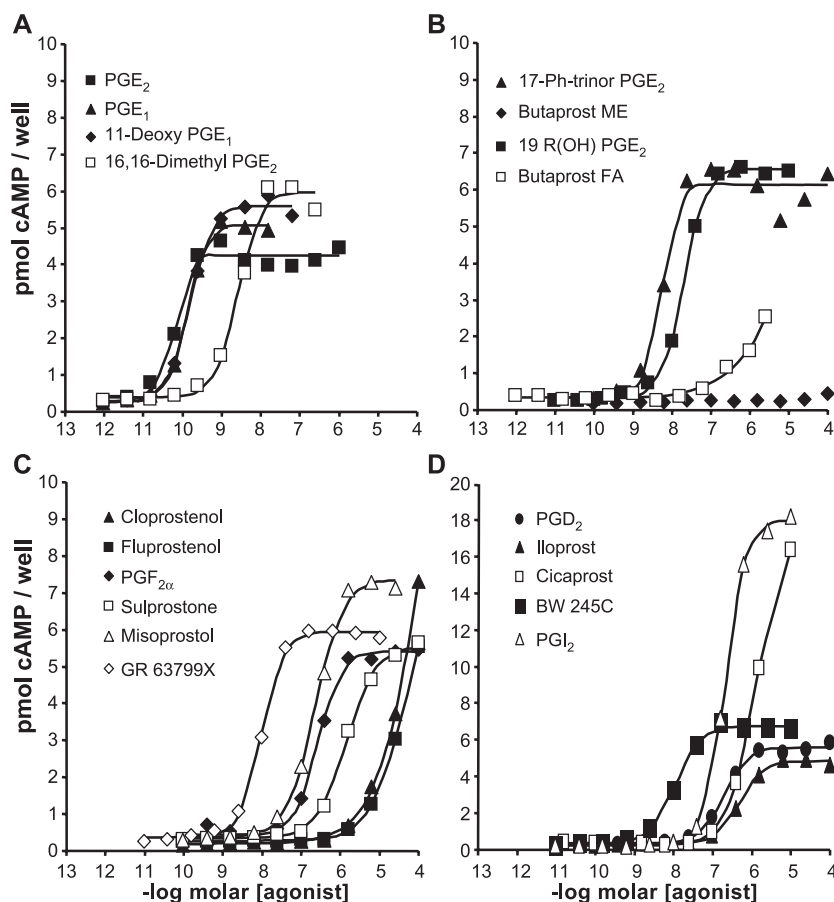 A
10
9
8
7
6
5
4
3
2
1
0
pmol cAMP / well
PGE2
PGE1
11-Deoxy PGE1
16,16-Dimethyl PGE2
13 12 11 10 9 8 7 6 5 4
B
10
9
8
7
6
5
4
3
2
1
0
17-Ph-trinor PGE2
Butaprost ME
19 R(OH) PGE2
Butaprost FA
13 12 11 10 9 8 7 6 5 4
C
10
9
8
7
6
5
4
3
2
1
0
pmol cAMP / well
Cloprostenol
Fluprostenol
PGF2α
Sulprostone
Misoprostol
GR 63799X
13 12 11 10 9 8 7 6 5 4
-log molar [agonist]
D
20
18
16
14
12
10
8
6
4
2
0
PGD2
Iloprost
Cicaprost
BW 245C
PGI2
13 12 11 10 9 8 7 6 5 4
-log molar [agonist]